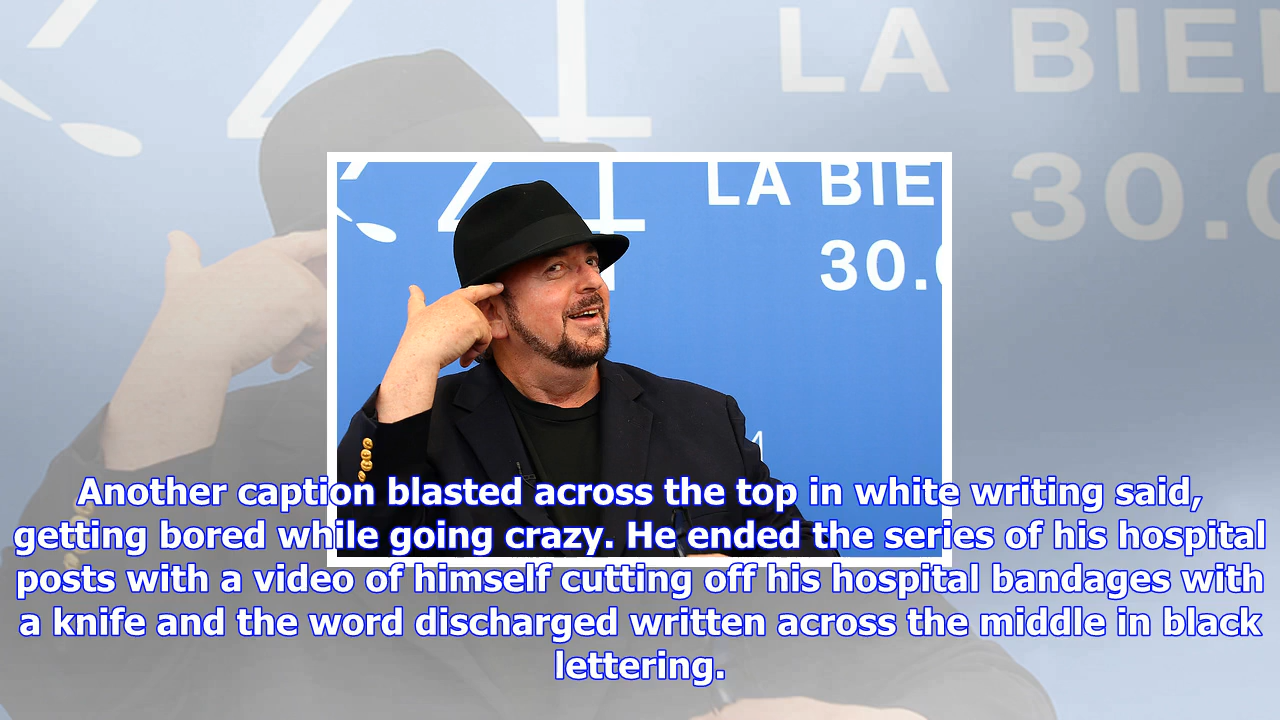 LA BIE
30.
LA BIE
30.
Another caption blasted across the top in white writing said,
getting bored while going crazy. He ended the series of his hospital
posts with a video of himself cutting off his hospital bandages with
a knife and the word discharged written across the middle in black
lettering.